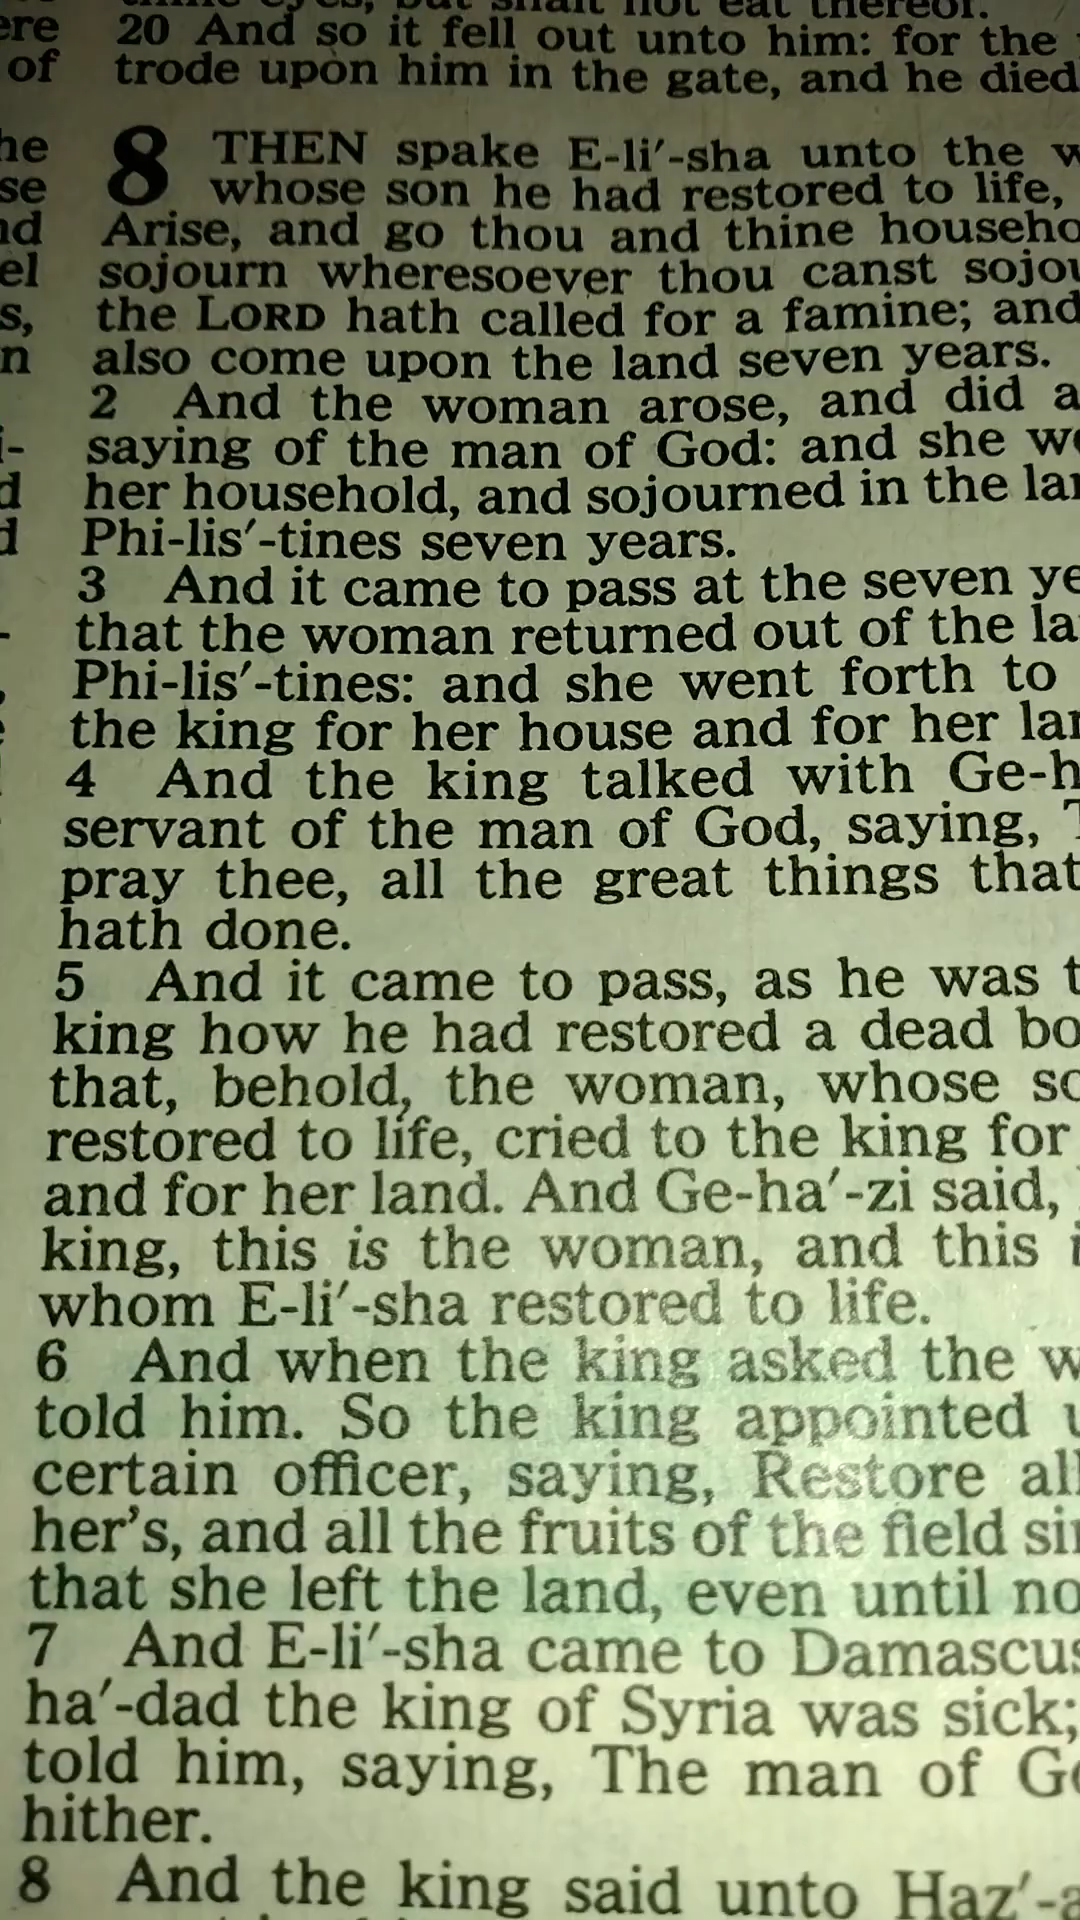 20 And so it fell out unto him: for the
trode upon him in the gate, and he died
8 THEN spake E-li′-sha unto the
whose son he had restored to life,
Arise, and go thou and thine
sojourn wheresoever thou canst
the LORD hath called for a famine; and
also come upon the land seven years.
2 And the woman arose, and did
saying of the man of God: and she
her household, and sojourned in the
Phi-lis′-tines seven years.
3 And it came to pass at the seven
that the woman returned out of the
Phi-lis′-tines: and she went forth to
the king for her house and for her
4 And the king talked with Ge-h
servant of the man of God, saying,
pray thee, all the great things that
hath done.
5 And it came to pass, as he was
king how he had restored a dead
that, behold, the woman, whose
restored to life, cried to the king for
and for her land. And Ge-ha′-zi said,
king, this is the woman, and this
whom E-li′-sha restored to life.
6 And when the king asked the
told him. So the king appointed
certain officer, saying, Restore all
her's, and all the fruits of the field
that she left the land, even until
7 And E-li′-sha came to Damascus
ha′-dad the king of Syria was sick;
told him, saying, The man of
hither.
8 And the king said unto Haz′-a